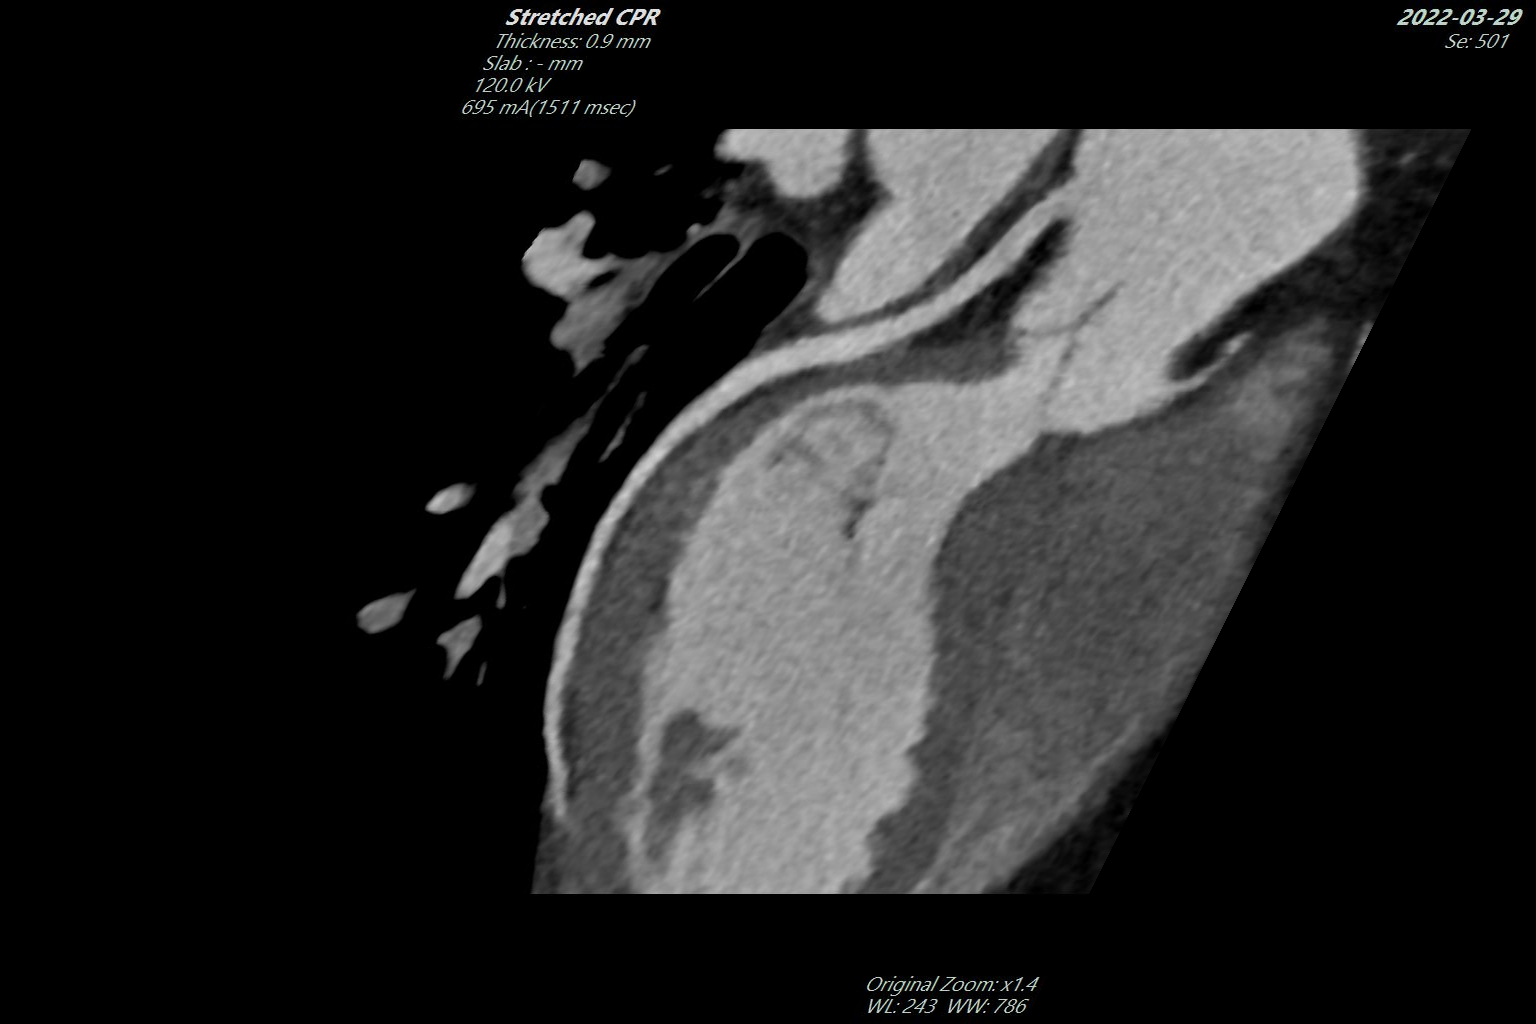 Stretched CPR
Thickness: 0.9 mm
Slab : - mm
120.0 kV
695 mA(1511 msec)
2022-03-29
Se: 501
Original Zoom: x1.4
WL: 243 WW: 786